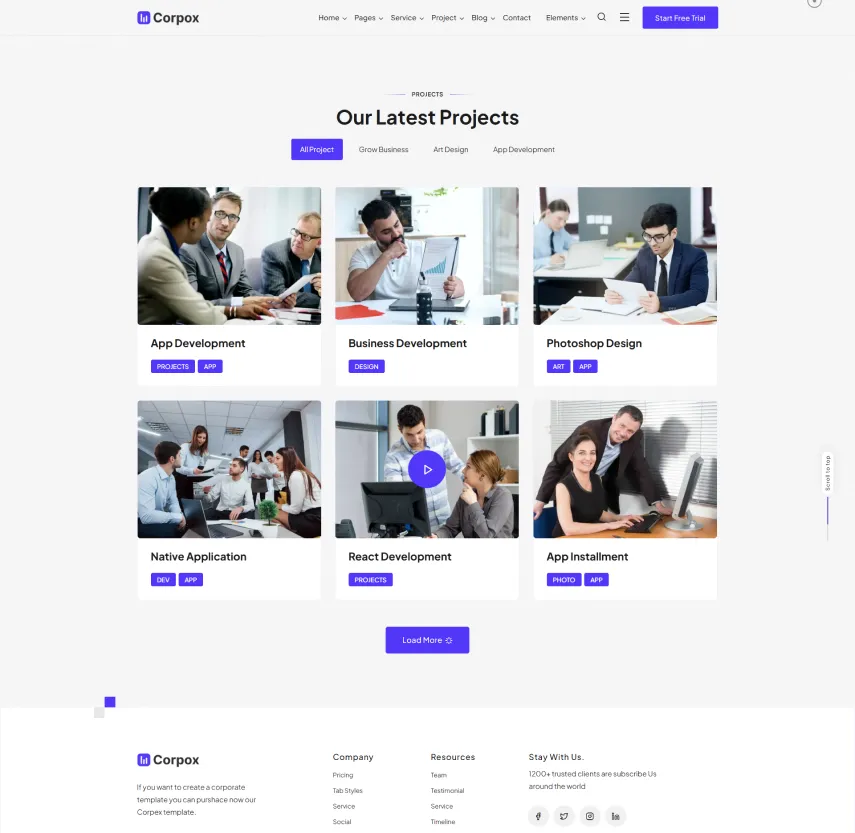 Corpox
Home Pages Service Project Blog Contact Elements Start Free Trial
PROJECTS
Our Latest Projects
All Project Grow Business Art Design App Development
App Development
PROJECTS APP
Business Development
DESIGN
Photoshop Design
ART APP
Native Application
DEV APP
React Development
PROJECTS
App Installment
PHOTO APP
Scroll to top
Load More
Corpox
If you want to create a corporate
template you can purshace now our
Corpex template.
Company
Pricing
Tab Styles
Service
Social
Resources
Team
Testimonial
Service
Timeline
Stay With Us.
1200+ trusted clients are subscribe Us
around the world